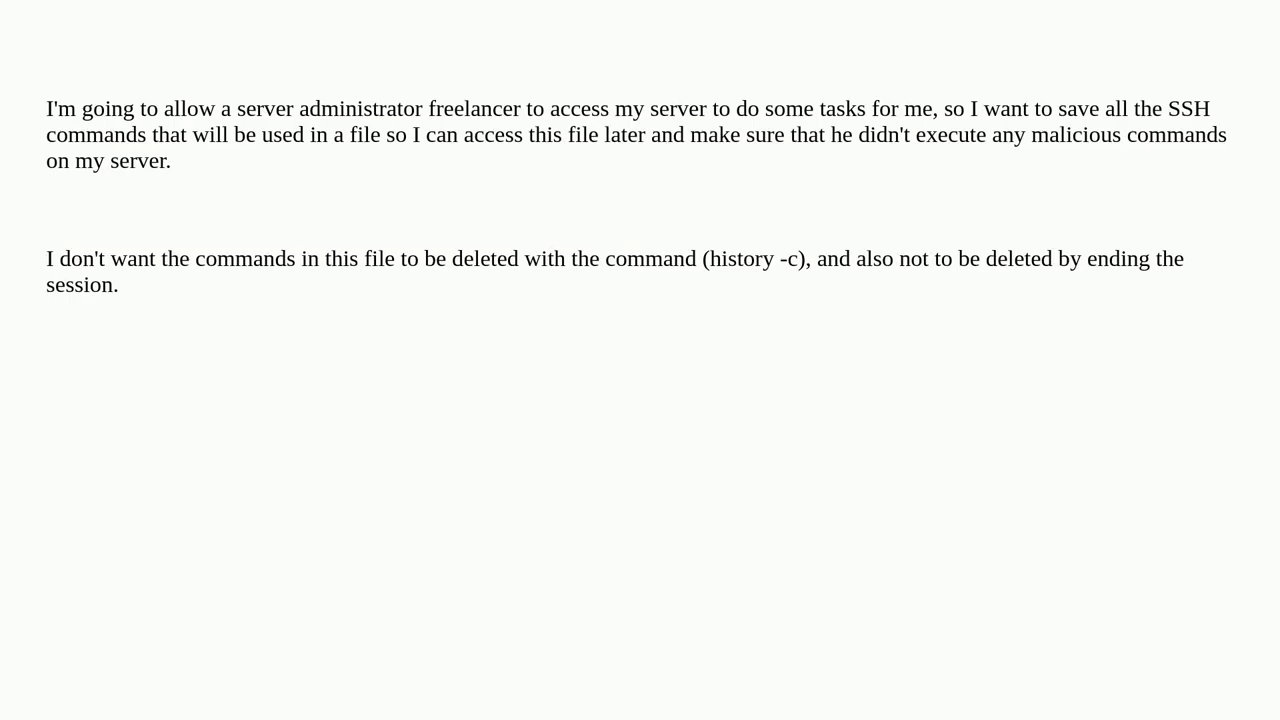 I'm going to allow a server administrator freelancer to access my server to do some tasks for me, so I want to save all the SSH
commands that will be used in a file so I can access this file later and make sure that he didn't execute any malicious commands
on my server.
I don't want the commands in this file to be deleted with the command (history -c), and also not to be deleted by ending the
session.